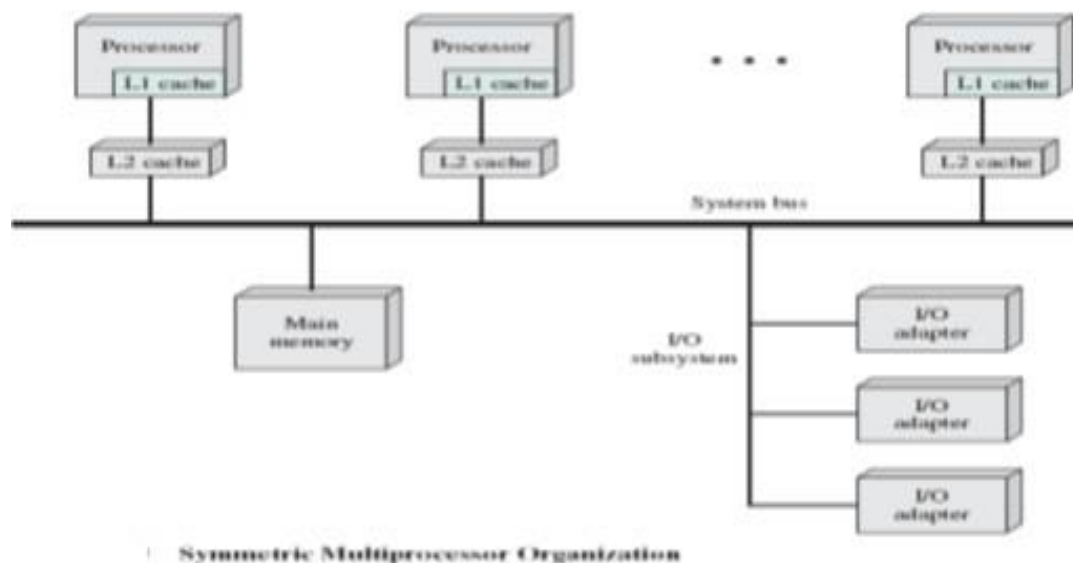 Processor
L1 cache
L2 cache
Processor
L1 cache
L2 cache
Processor
L1 cache
L2 cache
System bus
Main
memory
I/O
subsystem
I/O
adapter
I/O
adapter
I/O
adapter
Symmetric Multiprocessor Organization